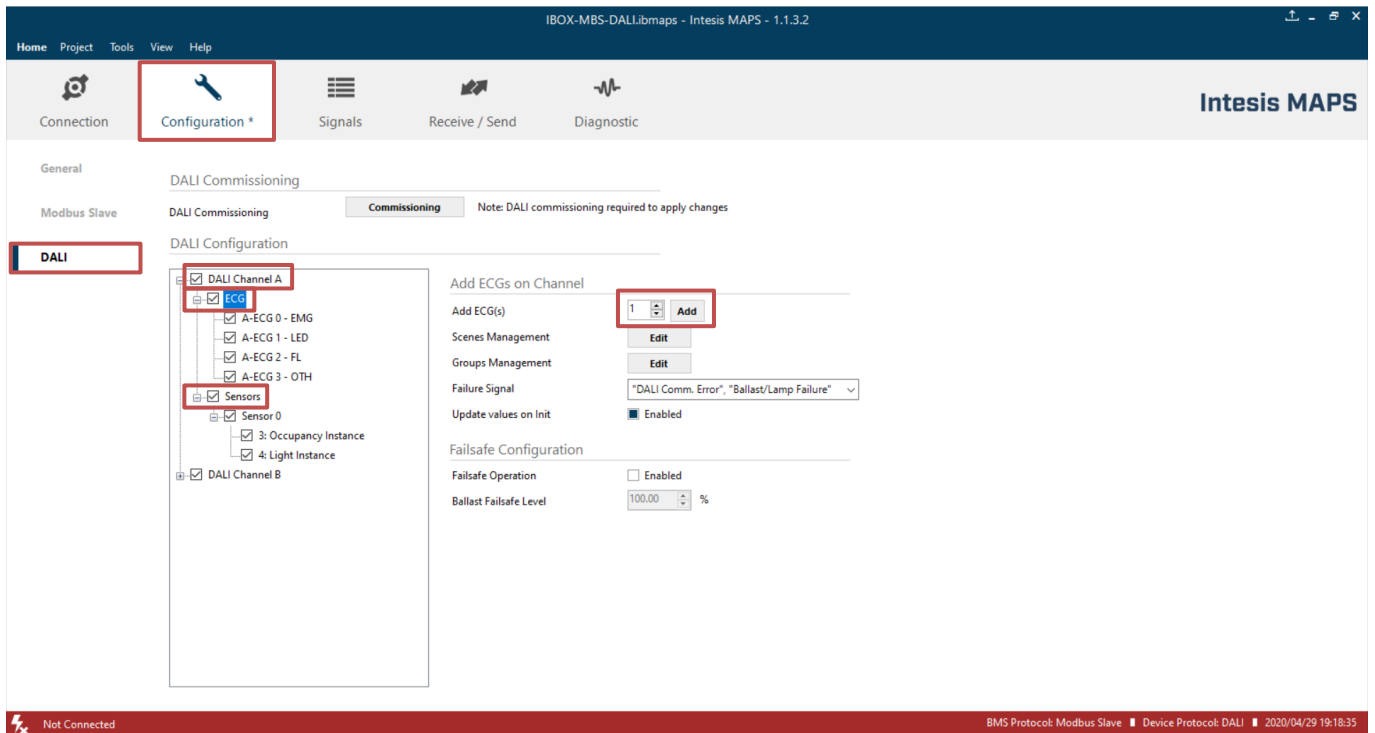 IBOX-MBS-DALI.ibmaps - Intesis MAPS - 1.1.3.2
Home Project Tools View Help
Connection Configuration * Signals Receive / Send Diagnostic
Intesis MAPS
General
Modbus Slave
DALI
DALI Commissioning
DALI Commissioning Commissioning Note: DALI commissioning required to apply changes
DALI Configuration
DALI Channel A
ECG
A-ECG 0 - EMG
A-ECG 1 - LED
A-ECG 2 - FL
A-ECG 3 - OTH
Sensors
Sensor 0
3: Occupancy Instance
4: Light Instance
DALI Channel B
Add ECGs on Channel
Add ECG(s) 1 Add
Scenes Management Edit
Groups Management Edit
Failure Signal "DALI Comm. Error", "Ballast/Lamp Failure"
Update values on Init Enabled
Failsafe Configuration
Failsafe Operation Enabled
Ballast Failsafe Level 100.00 %
Not Connected
BMS Protocol: Modbus Slave Device Protocol: DALI 2020/04/29 19:18:35